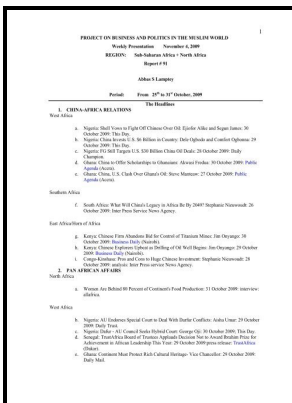 1
PROJECT ON BUSINESS AND POLITICS IN THE MUSLIM WORLD
Weekly Presentation November 4, 2009
REGION: Sub-Saharan Africa + North Africa
Report # 91
Abhas S Lamptey
Period: From 25th to 31st October, 2009
The Headlines
1. CHINA-AFRICA RELATIONS
West Africa
a. Nigeria: Shell Vows to Fight Off Chinese Over Oil: Ejiofor Alike and Segun James: 30
October 2009: This Day.
b. Nigeria: China Invests U.S. $6 Billion in Country: Dele Ogbodo and Comfort Ogbonna: 29
October 2009: This Day.
c. Nigeria: FG Still Targets U.S. $30 Billion China Oil Deals: 28 October 2009: Daily
Champion.
d. Ghana: China to Offer Scholarships to Ghanaians: Akwasi Freduа: 30 October 2009: Public
Agenda (Accra).
e. Ghana: China, U.S. Clash Over Ghana's Oil: Steve Manteaw: 27 October 2009: Public
Agenda (Accra).
Southern Africa
f. South Africa: What Will China's Legacy in Africa Be By 2049? Stephanie Nieuwoudt: 26
October 2009: Inter Press Service News Agency.
East Africa/Horn of Africa
g. Kenya: Chinese Firm Abandons Bid for Control of Titanium Mines: Jim Onyango: 30
October 2009: Business Daily (Nairobi).
h. Kenya: Chinese Explorers Upbeat as Drilling of Oil Well Begins: Jim Onyango: 29 October
2009: Business Daily (Nairobi).
i. Congo-Kinshasa: Pros and Cons to Huge Chinese Investment: Stephanie Nieuwoudt: 28
October 2009: analysis: Inter Press service News Agency.
2. PAN AFRICAN AFFAIRS
North Africa
a. Women Are Behind 80 Percent of Continent's Food Production: 31 October 2009: interview:
allafrica.
West Africa
b. Nigeria: AU Endorses Special Court to Deal With Darfur Conflicts: Aisha Umar: 29 October
2009: Daily Trust.
c. Nigeria: Dafur - AU Council Seeks Hybrid Court: George Oji: 30 October 2009: This Day.
d. Senegal: TrustAfrica Board of Trustees Applauds Decision Not to Award Ibrahim Prize for
Achievement in African Leadership This Year: 29 October 2009: press release: TrustAfrica
(Dakar).
e. Ghana: Continent Must Protect Rich Cultural Heritage- Vice Chancellor: 29 October 2009:
Daily Mail.